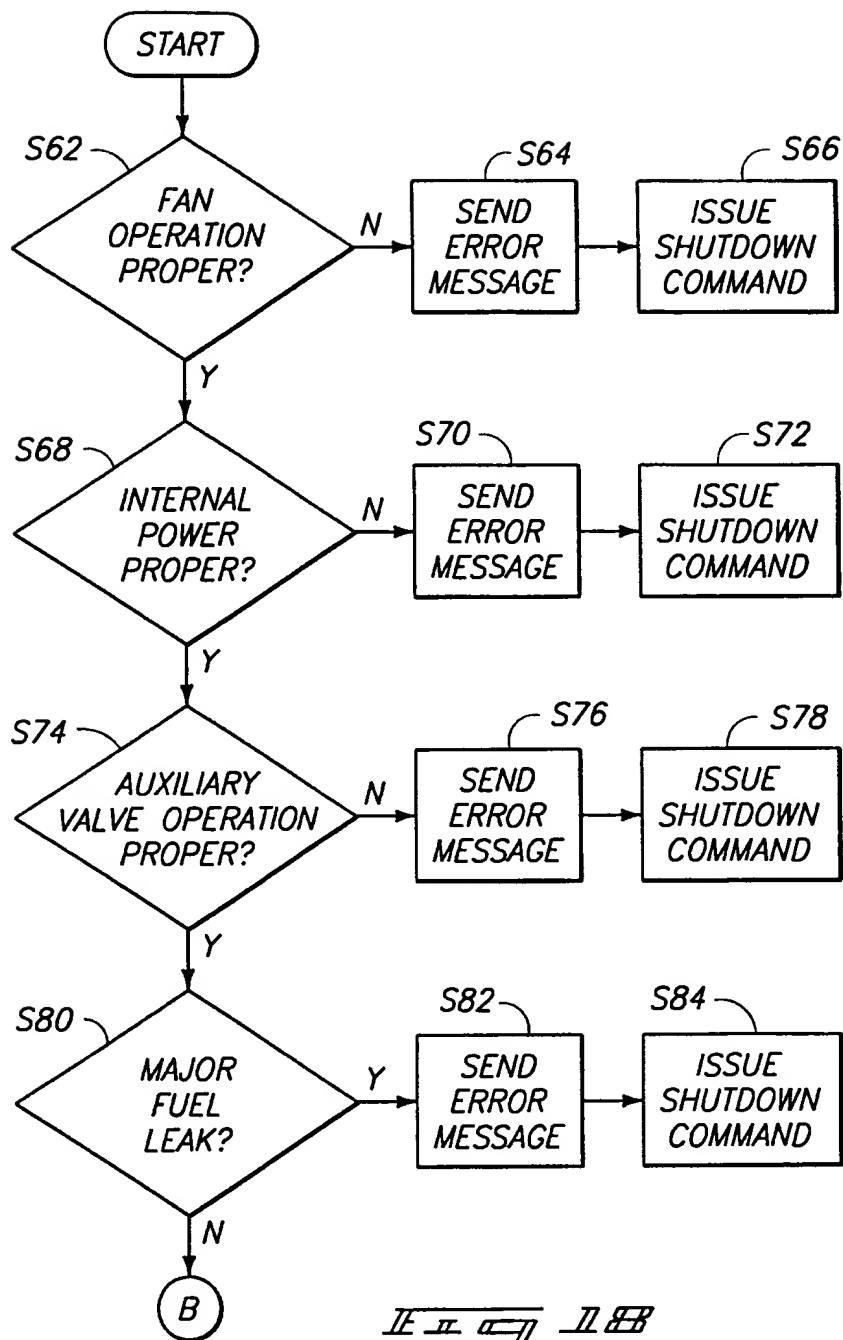 START
S62
FAN
OPERATION
PROPER?
N
S64
SEND
ERROR
MESSAGE
S66
ISSUE
SHUTDOWN
COMMAND
Y
S68
INTERNAL
POWER
PROPER?
N
S70
SEND
ERROR
MESSAGE
S72
ISSUE
SHUTDOWN
COMMAND
Y
S74
AUXILIARY
VALVE OPERATION
PROPER?
N
S76
SEND
ERROR
MESSAGE
S78
ISSUE
SHUTDOWN
COMMAND
Y
S80
MAJOR
FUEL
LEAK?
Y
S82
SEND
ERROR
MESSAGE
S84
ISSUE
SHUTDOWN
COMMAND
N
B
Fig 18